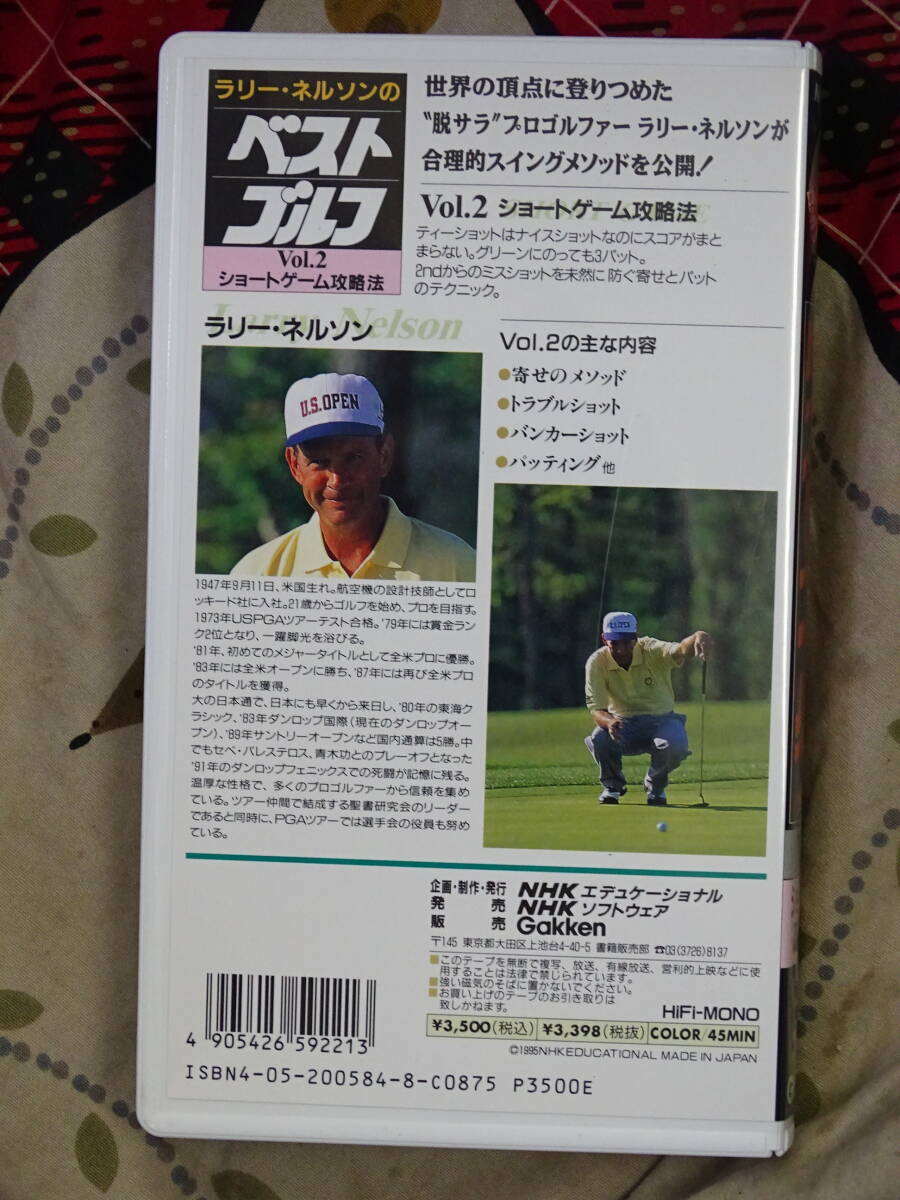 ラリー・ネルソンの
ベスト
ゴルフ
Vol.2
ショートゲーム攻略法
世界の頂点に登りつめた
“脱サラ”プロゴルファー ラリー・ネルソンが
合理的スイングメソッドを公開!
Vol.2 ショートゲーム攻略法
ティーショットはナイスショットなのにスコアがまと
まらない。グリーンにのっても3パット。
2ndからのミスショットを未然に防ぐ寄せとパット
のテクニック。
Larry Nelson
ラリー・ネルソン
U.S.OPEN
1947年9月11日、米国生れ。航空機の設計技師としてロ
ッキード社に入社。21歳からゴルフを始め、プロを目指す。
1973年USPGAツアーテスト合格。'79年には賞金ラン
ク2位となり、一躍脚光を浴びる。
'81年、初めてのメジャータイトルとして全米プロに優勝。
'83年には全米オープンに勝ち、'87年には再び全米プロ
のタイトルを獲得。
大の日本通で、日本にも早くから来日し、'80年の東海ク
ラシック、'83年ダンロップ国際(現在のダンロップオー
プン)、'89年サントリーオープンなど国内通算は5勝。中
でもセベ・バレステロス、青木功とのプレーオフとなった
'91年のダンロップフェニックスでの死闘が記憶に残る。
温厚な性格で、多くのプロゴルファーから信頼を集め
ている。ツアー仲間で結成する聖書研究会のリーダー
であると同時に、PGAツアーでは選手会の役員も努め
ている。
Vol.2の主な内容
●寄せのメソッド
●トラブルショット
●バンカーショット
●パッティング 他
企画・制作・発行 NHK エデュケーショナル
発 売 NHK ソフトウェア
販 売 Gakken
〒145 東京都大田区上池台4-40-5 書籍販売部 ☎03(3726)8137
■このテープを無断で複写、放送、有線放送、営利的上映などに使
用することは法律で禁じられています。
■強い磁気のそばに置かないでください。
■お買い上げのテープのお引き取りは
致しかねます。
HiFi-MONO
¥3,500(税込) ¥3,398(税抜) COLOR/45MIN
©1995NHKEDUCATIONAL MADE IN JAPAN
4 905426 592213
ISBN4-05-200584-8-C0875 P3500E